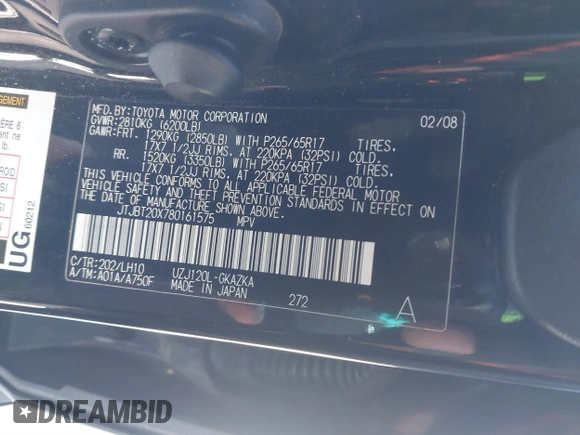 MFD. BY: TOYOTA MOTOR CORPORATION 02/08
GVWR: 2810KG (6200LB)
GAWR: FRT. 1290KG (2850LB) WITH P265/65R17 TIRES.
17X7 1/2JJ RIMS, AT 220KPA (32PSI) COLD.
RR. 1520KG (3350LB) WITH P265/65R17 TIRES.
17X7 1/2JJ RIMS, AT 220KPA (32PSI) COLD.
THIS VEHICLE CONFORMS TO ALL APPLICABLE FEDERAL MOTOR
VEHICLE SAFETY AND THEFT PREVENTION STANDARDS IN EFFECT ON
THE DATE OF MANUFACTURE SHOWN ABOVE.
JTJBT20X780161575 MPV
C/TR: 202/LH10 UZJ120L-GKAZKA
A/TM: A01A/A750F MADE IN JAPAN 272 A
UG 60212
DREAMBID